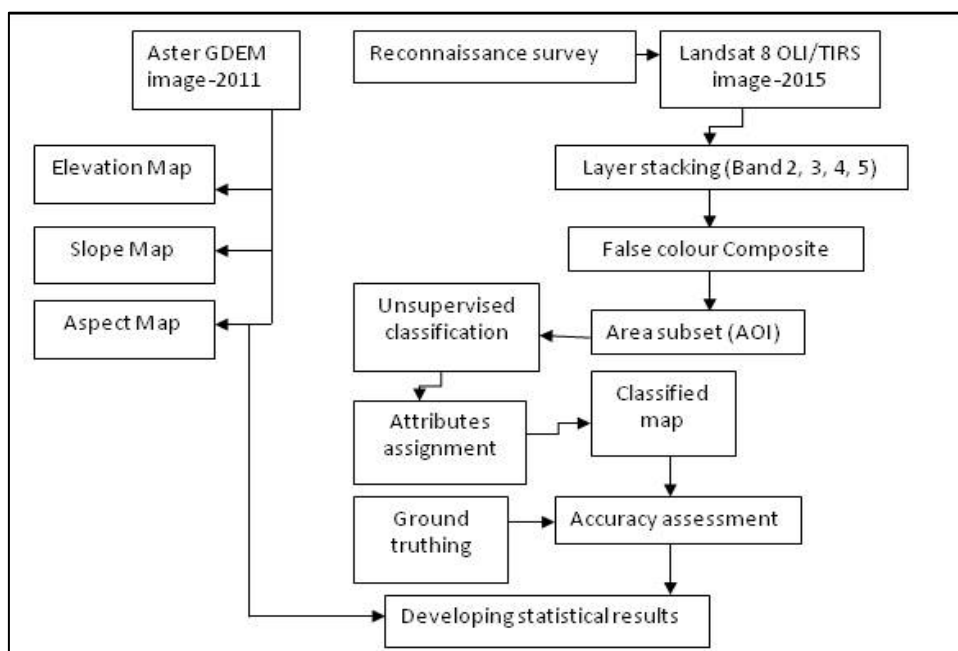 Aster GDEM
image-2011
Reconnaissance survey
Landsat 8 OLI/TIRS
image-2015
Elevation Map
Layer stacking (Band 2, 3, 4, 5)
Slope Map
False colour Composite
Aspect Map
Unsupervised
classification
Area subset (AOI)
Attributes
assignment
Classified
map
Ground
truthing
Accuracy assessment
Developing statistical results